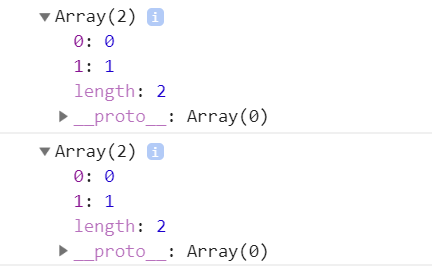 ▼Array(2) i
0: 0
1: 1
length: 2
▶__proto__: Array(0)
▼Array(2) i
0: 0
1: 1
length: 2
▶__proto__: Array(0)